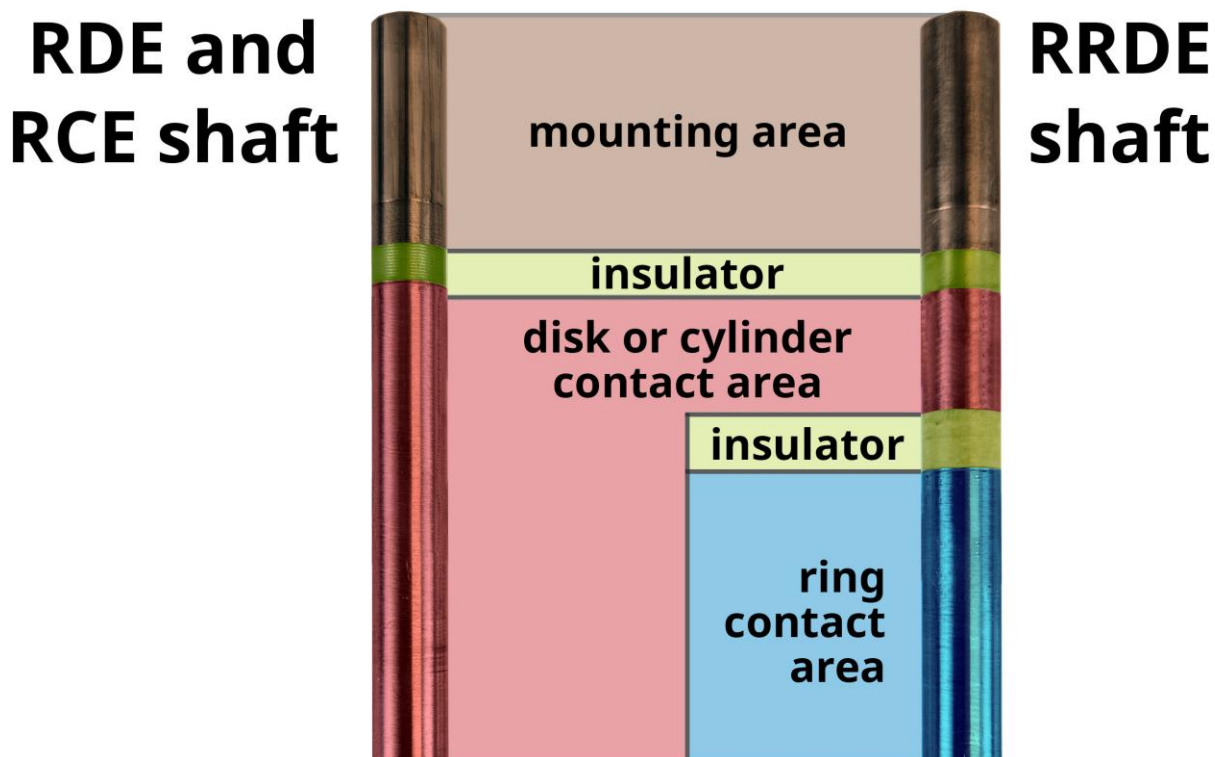 RDE and
RCE shaft
RRDE
shaft
mounting area
insulator
disk or cylinder
contact area
insulator
ring
contact
area